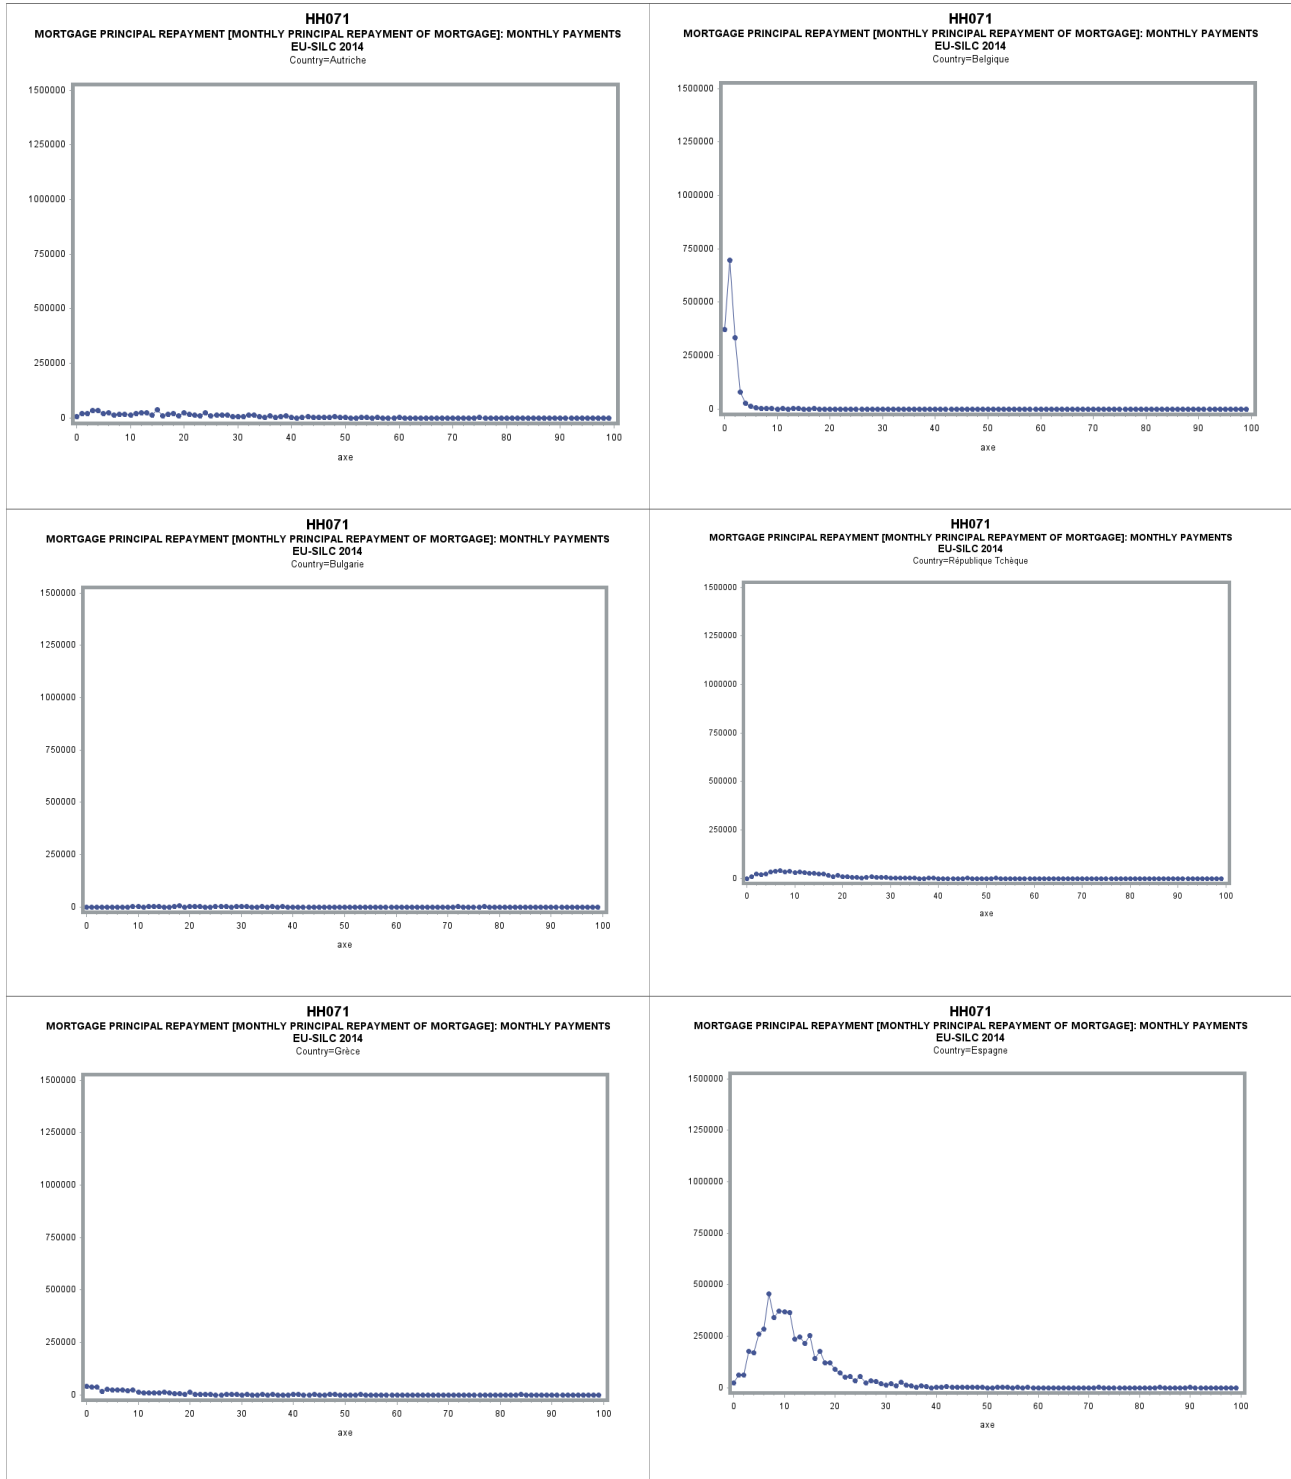 HH071
MORTGAGE PRINCIPAL REPAYMENT [MONTHLY PRINCIPAL REPAYMENT OF MORTGAGE]: MONTHLY PAYMENTS
EU-SILC 2014
Country=Autriche
1500000
1250000
1000000
750000
500000
250000
0
0 10 20 30 40 50 60 70 80 90 100
axe
HH071
MORTGAGE PRINCIPAL REPAYMENT [MONTHLY PRINCIPAL REPAYMENT OF MORTGAGE]: MONTHLY PAYMENTS
EU-SILC 2014
Country=Belgique
1500000
1250000
1000000
750000
500000
250000
0
0 10 20 30 40 50 60 70 80 90 100
axe
HH071
MORTGAGE PRINCIPAL REPAYMENT [MONTHLY PRINCIPAL REPAYMENT OF MORTGAGE]: MONTHLY PAYMENTS
EU-SILC 2014
Country=Bulgarie
1500000
1250000
1000000
750000
500000
250000
0
0 10 20 30 40 50 60 70 80 90 100
axe
HH071
MORTGAGE PRINCIPAL REPAYMENT [MONTHLY PRINCIPAL REPAYMENT OF MORTGAGE]: MONTHLY PAYMENTS
EU-SILC 2014
Country=République Tchèque
1500000
1250000
1000000
750000
500000
250000
0
0 10 20 30 40 50 60 70 80 90 100
axe
HH071
MORTGAGE PRINCIPAL REPAYMENT [MONTHLY PRINCIPAL REPAYMENT OF MORTGAGE]: MONTHLY PAYMENTS
EU-SILC 2014
Country=Grèce
1500000
1250000
1000000
750000
500000
250000
0
0 10 20 30 40 50 60 70 80 90 100
axe
HH071
MORTGAGE PRINCIPAL REPAYMENT [MONTHLY PRINCIPAL REPAYMENT OF MORTGAGE]: MONTHLY PAYMENTS
EU-SILC 2014
Country=Espagne
1500000
1250000
1000000
750000
500000
250000
0
0 10 20 30 40 50 60 70 80 90 100
axe